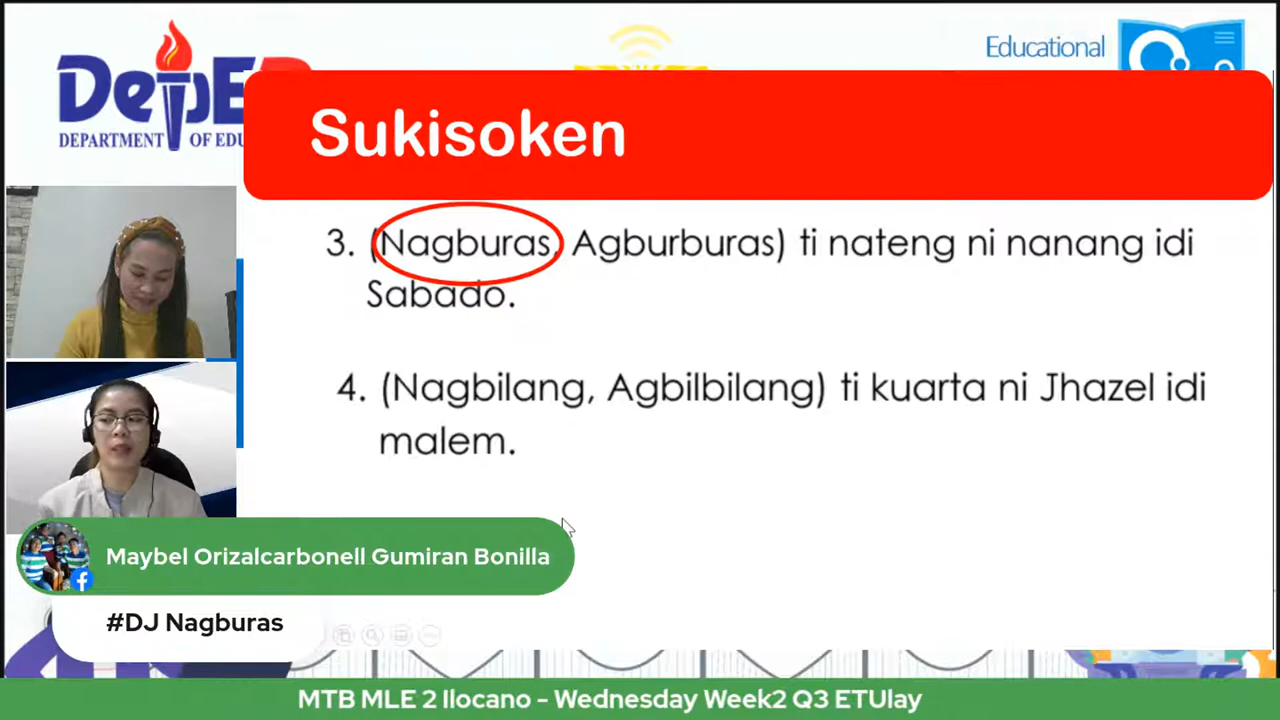 DepED
DEPARTMENT OF EDU
Educational
Sukisoken
3. (Nagburas, Agburburas) ti nateng ni nanang idi
Sabado.
4. (Nagbilang, Agbilbilang) ti kuarta ni Jhazel idi
malem.
Maybel Orizalcarbonell Gumiran Bonilla
#DJ Nagburas
MTB MLE 2 Ilocano - Wednesday Week2 Q3 ETUlay